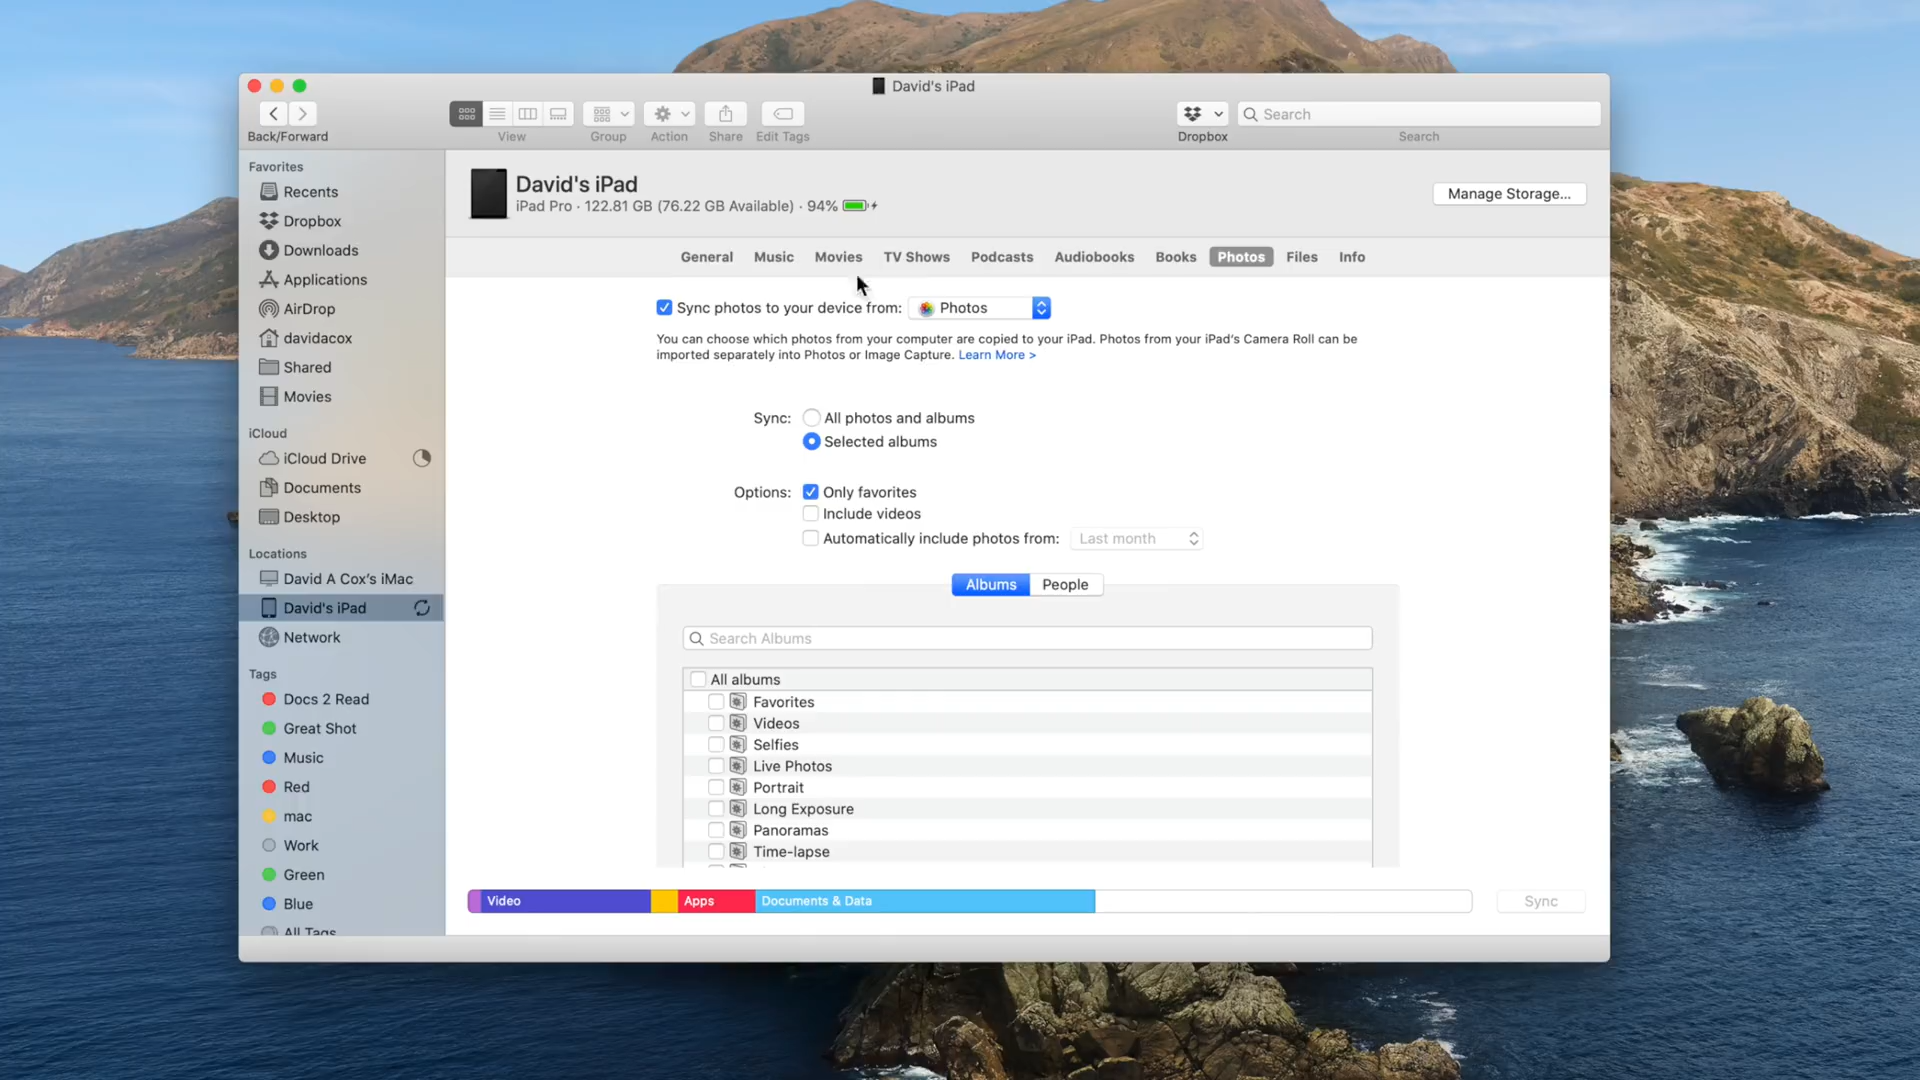 David's iPad
Back/Forward
View
Group
Action
Share
Edit Tags
Dropbox
Search
Search
Favorites
Recents
Dropbox
Downloads
Applications
AirDrop
davidacox
Shared
Movies
iCloud
iCloud Drive
Documents
Desktop
Locations
David A Cox's iMac
David's iPad
Network
Tags
Docs 2 Read
Great Shot
Music
Red
mac
Work
Green
Blue
All Tags
David's iPad
iPad Pro · 122.81 GB (76.22 GB Available) · 94%
Manage Storage...
General Music Movies TV Shows Podcasts Audiobooks Books Photos Files Info
Sync photos to your device from: Photos
You can choose which photos from your computer are copied to your iPad. Photos from your iPad's Camera Roll can be
imported separately into Photos or Image Capture. Learn More >
Sync: All photos and albums
Selected albums
Options: Only favorites
Include videos
Automatically include photos from: Last month
Albums People
Search Albums
All albums
Favorites
Videos
Selfies
Live Photos
Portrait
Long Exposure
Panoramas
Time-lapse
Video Apps Documents & Data
Sync